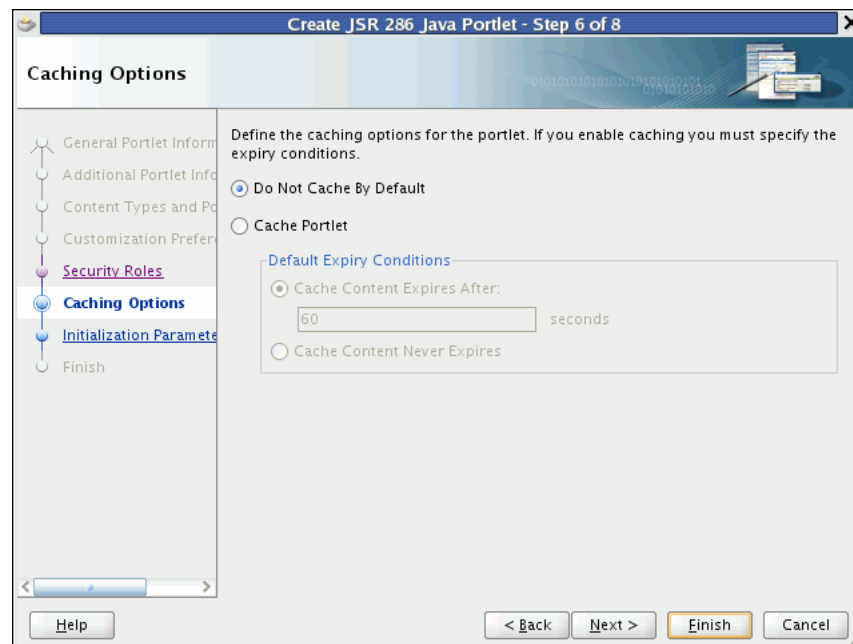 Create JSR 286 Java Portlet - Step 6 of 8
Caching Options
General Portlet Inform
Additional Portlet Info
Content Types and Po
Customization Prefere
Security Roles
Caching Options
Initialization Paramete
Finish
Define the caching options for the portlet. If you enable caching you must specify the
expiry conditions.
Do Not Cache By Default
Cache Portlet
Default Expiry Conditions
Cache Content Expires After:
60 seconds
Cache Content Never Expires
Help
< Back
Next >
Finish
Cancel